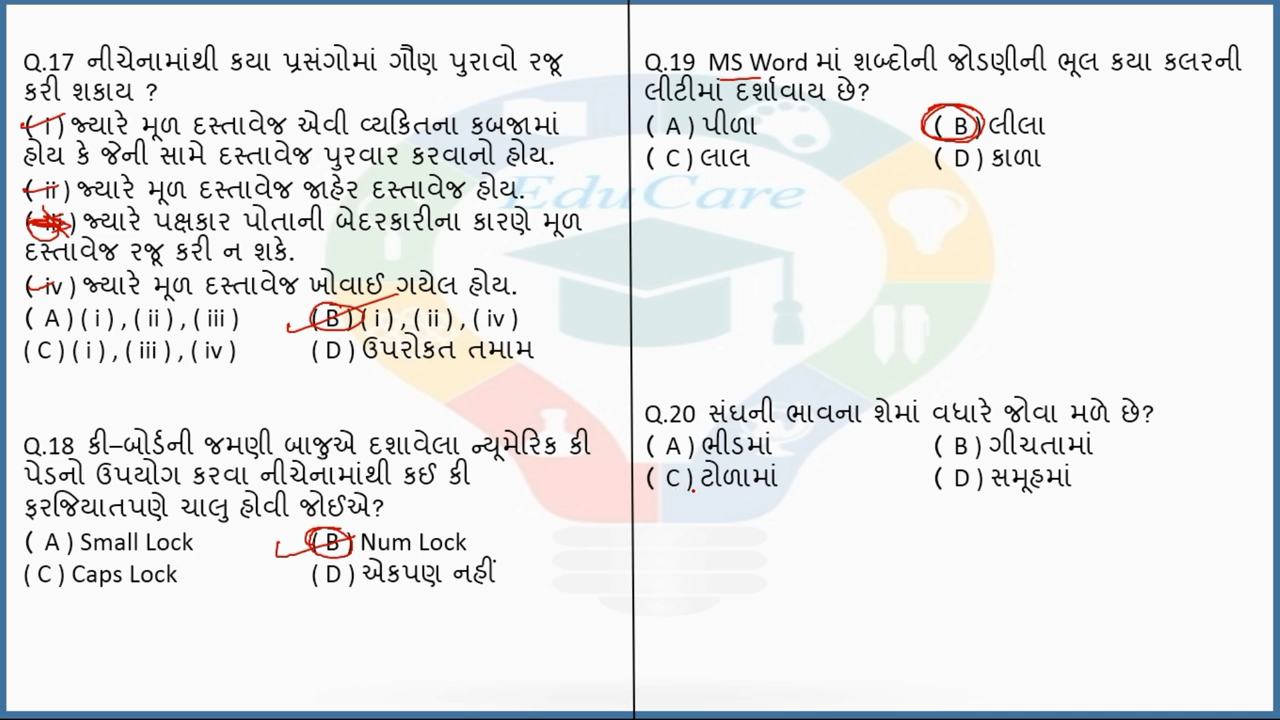 Q.17 નીચેનામાંથી કયા પ્રસંગોમાં ગૌણ પુરાવો રજૂ
કરી શકાય ?
( i ) જ્યારે મૂળ દસ્તાવેજ એવી વ્યકિતના કબજામાં
હોય કે જેની સામે દસ્તાવેજ પુરવાર કરવાનો હોય.
( ii ) જ્યારે મૂળ દસ્તાવેજ જાહેર દસ્તાવેજ હોય.
( iii ) જ્યારે પક્ષકાર પોતાની બેદરકારીના કારણે મૂળ
દસ્તાવેજ રજૂ કરી ન શકે.
( iv ) જ્યારે મૂળ દસ્તાવેજ ખોવાઈ ગયેલ હોય.
( A ) ( i ) , ( ii ) , ( iii ) ( B ) ( i ) , ( ii ) , ( iv )
( C ) ( i ) , ( iii ) , ( iv ) ( D ) ઉપરોકત તમામ
Q.18 કી–બોર્ડની જમણી બાજુએ દશાવેલા ન્યૂમેરિક કી
પેડનો ઉપયોગ કરવા નીચેનામાંથી કઈ કી
ફરજિયાતપણે ચાલુ હોવી જોઈએ?
( A ) Small Lock ( B ) Num Lock
( C ) Caps Lock ( D ) એકપણ નહીં
Q.19 MS Word માં શબ્દોની જોડણીની ભૂલ કયા કલરની
લીટીમાં દર્શાવાય છે?
( A ) પીળા ( B ) લીલા
( C ) લાલ ( D ) કાળા
EduCare
Q.20 સંઘની ભાવના શેમાં વધારે જોવા મળે છે?
( A ) ભીડમાં ( B ) ગીચતામાં
( C ) ટોળામાં ( D ) સમૂહમાં